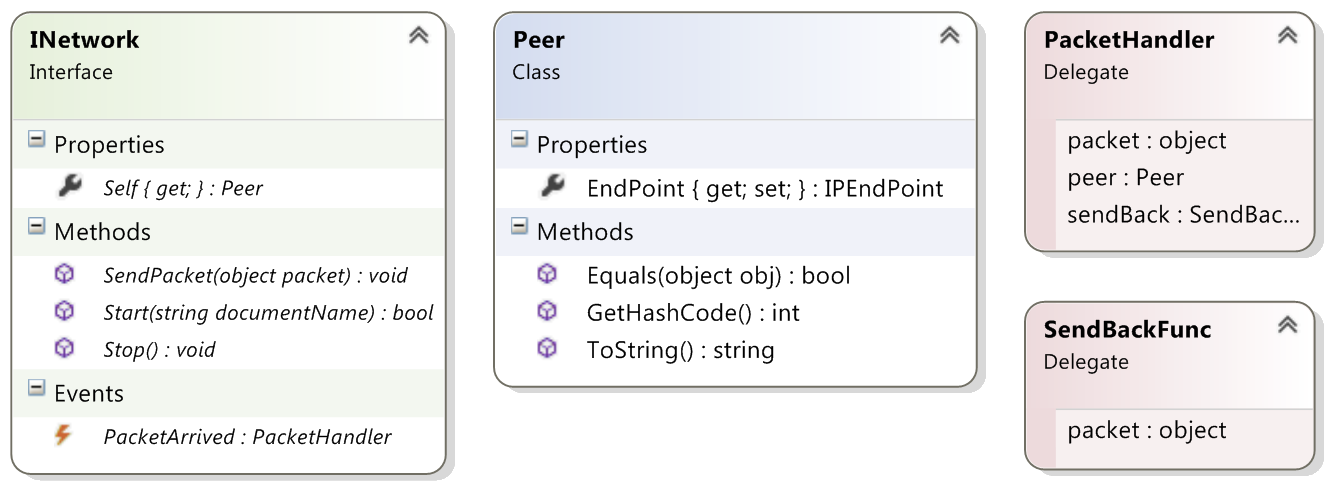 INetwork
Interface
Properties
Self { get; } : Peer
Methods
SendPacket(object packet) : void
Start(string documentName) : bool
Stop() : void
Events
PacketArrived : PacketHandler
Peer
Class
Properties
EndPoint { get; set; } : IPEndPoint
Methods
Equals(object obj) : bool
GetHashCode() : int
ToString() : string
PacketHandler
Delegate
packet : object
peer : Peer
sendBack : SendBac...
SendBackFunc
Delegate
packet : object